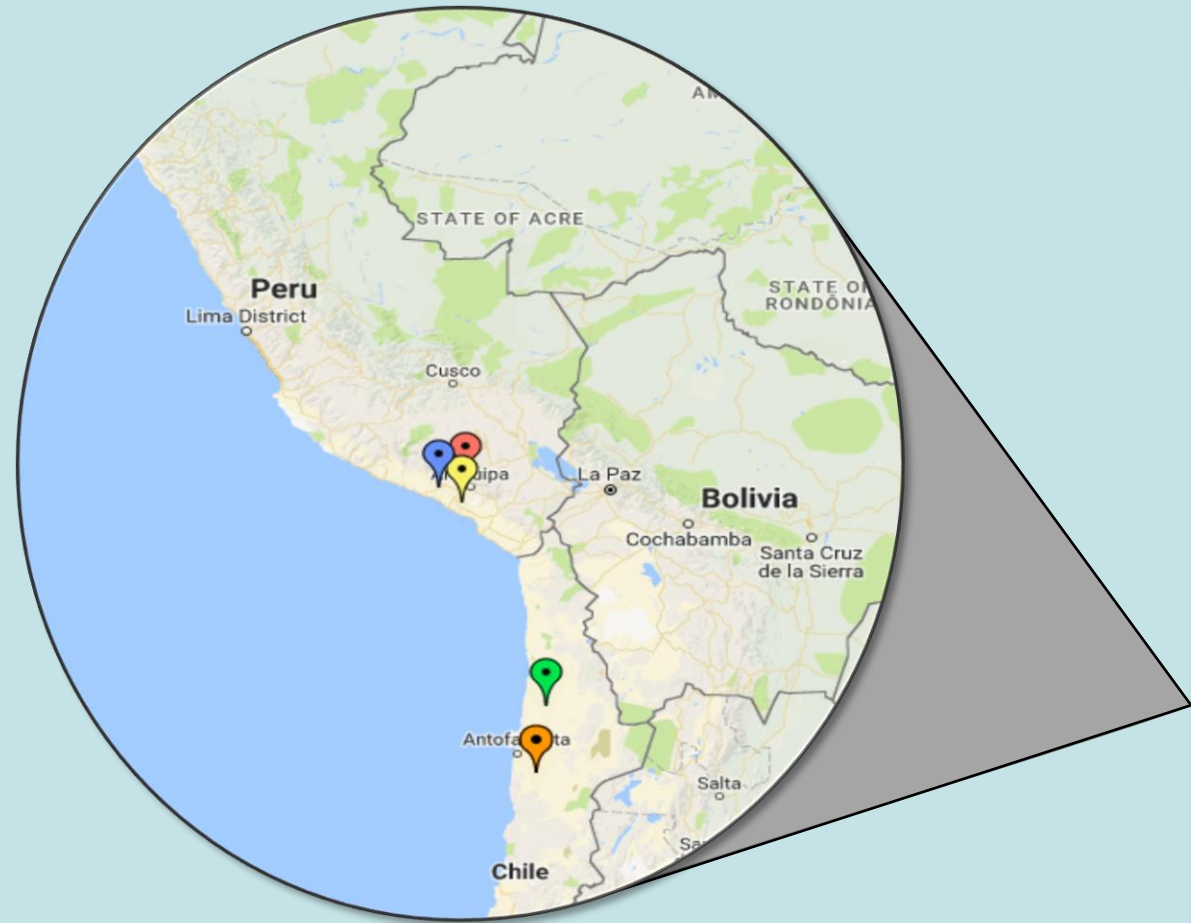 STATE OF ACRE
STATE OF
RONDÔNIA
Peru
Lima District
Cusco
La Paz
Bolivia
Cochabamba
Santa Cruz
de la Sierra
Salta
Chile